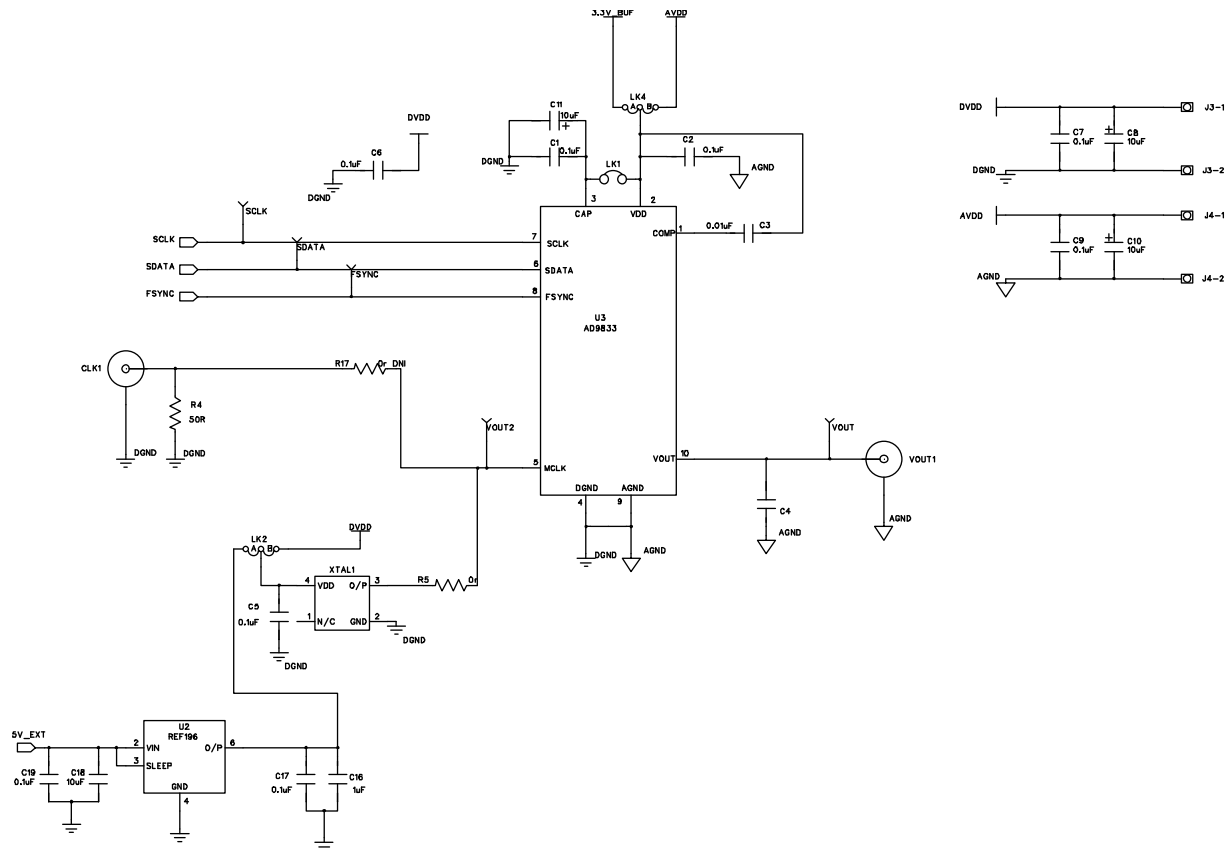 3.3V_BUF
AVDD
LK4
A B
C11
10uF
+
DVDD
C1
0.1uF
DGND
C6
0.1uF
DGND
C2
0.1uF
AGND
LK1
3
2
CAP
VDD
SCLK
SCLK
7
SCLK
SDATA
SDATA
6
SDATA
FSYNC
FSYNC
8
FSYNC
COMP
1
0.01uF
C3
U3
AD9833
DVDD
C7
0.1uF
+
C8
10uF
J3-1
DGND
J3-2
AVDD
J4-1
C9
0.1uF
+
C10
10uF
AGND
J4-2
CLK1
R17
0r DNI
R4
50R
DGND
DGND
VOUT2
5
MCLK
VOUT
10
VOUT
VOUT1
C4
AGND
AGND
DGND
AGND
4
9
DGND
AGND
LK2
A B
DVDD
XTAL1
4
VDD
O/P
3
R5
0r
C5
0.1uF
1
N/C
GND
2
DGND
DGND
5V_EXT
U2
REF196
2
VIN
O/P
6
3
SLEEP
GND
4
C19
0.1uF
C18
10uF
C17
0.1uF
C16
1uF